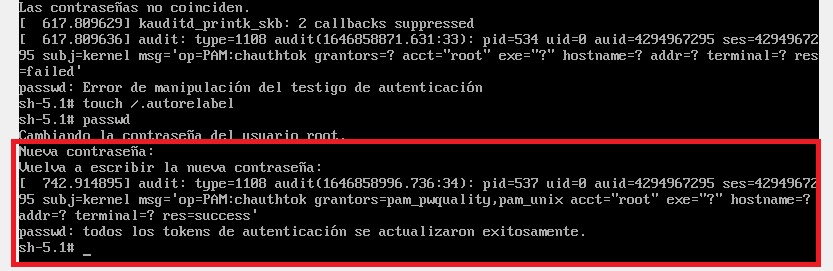 Las contraseñas no coinciden.
[  617.809629] kauditd_printk_skb: 2 callbacks suppressed
[  617.809636] audit: type=1108 audit(1646858871.631:33): pid=534 uid=0 auid=4294967295 ses=42949672
95 subj=kernel msg='op=PAM:chauthtok grantors=? acct="root" exe="?" hostname=? addr=? terminal=? res
=failed'
passwd: Error de manipulación del testigo de autenticación
sh-5.1# touch /.autorelabel
sh-5.1# passwd
Cambiando la contraseña del usuario root.
Nueva contraseña:
Vuelva a escribir la nueva contraseña:
[  742.914895] audit: type=1108 audit(1646858996.736:34): pid=537 uid=0 auid=4294967295 ses=42949672
95 subj=kernel msg='op=PAM:chauthtok grantors=pam_pwquality,pam_unix acct="root" exe="?" hostname=?
addr=? terminal=? res=success'
passwd: todos los tokens de autenticación se actualizaron exitosamente.
sh-5.1# _